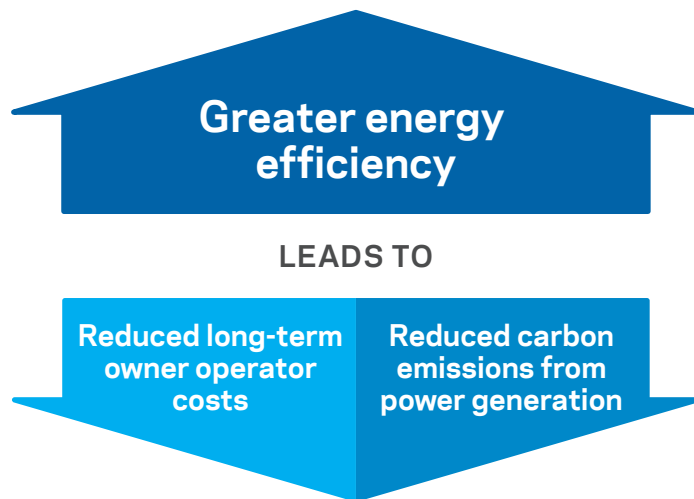 Greater energy
efficiency
LEADS TO
Reduced long-term
owner operator
costs
Reduced carbon
emissions from
power generation